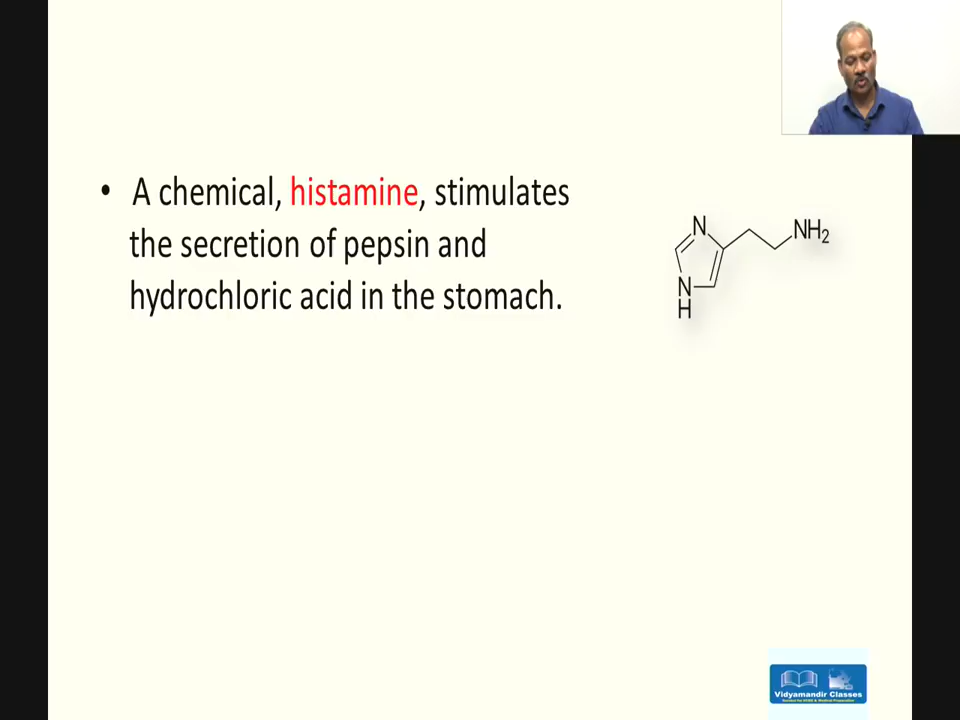 • A chemical, histamine, stimulates
the secretion of pepsin and
hydrochloric acid in the stomach.
N
NH2
N
H
Vidyamandir Classes